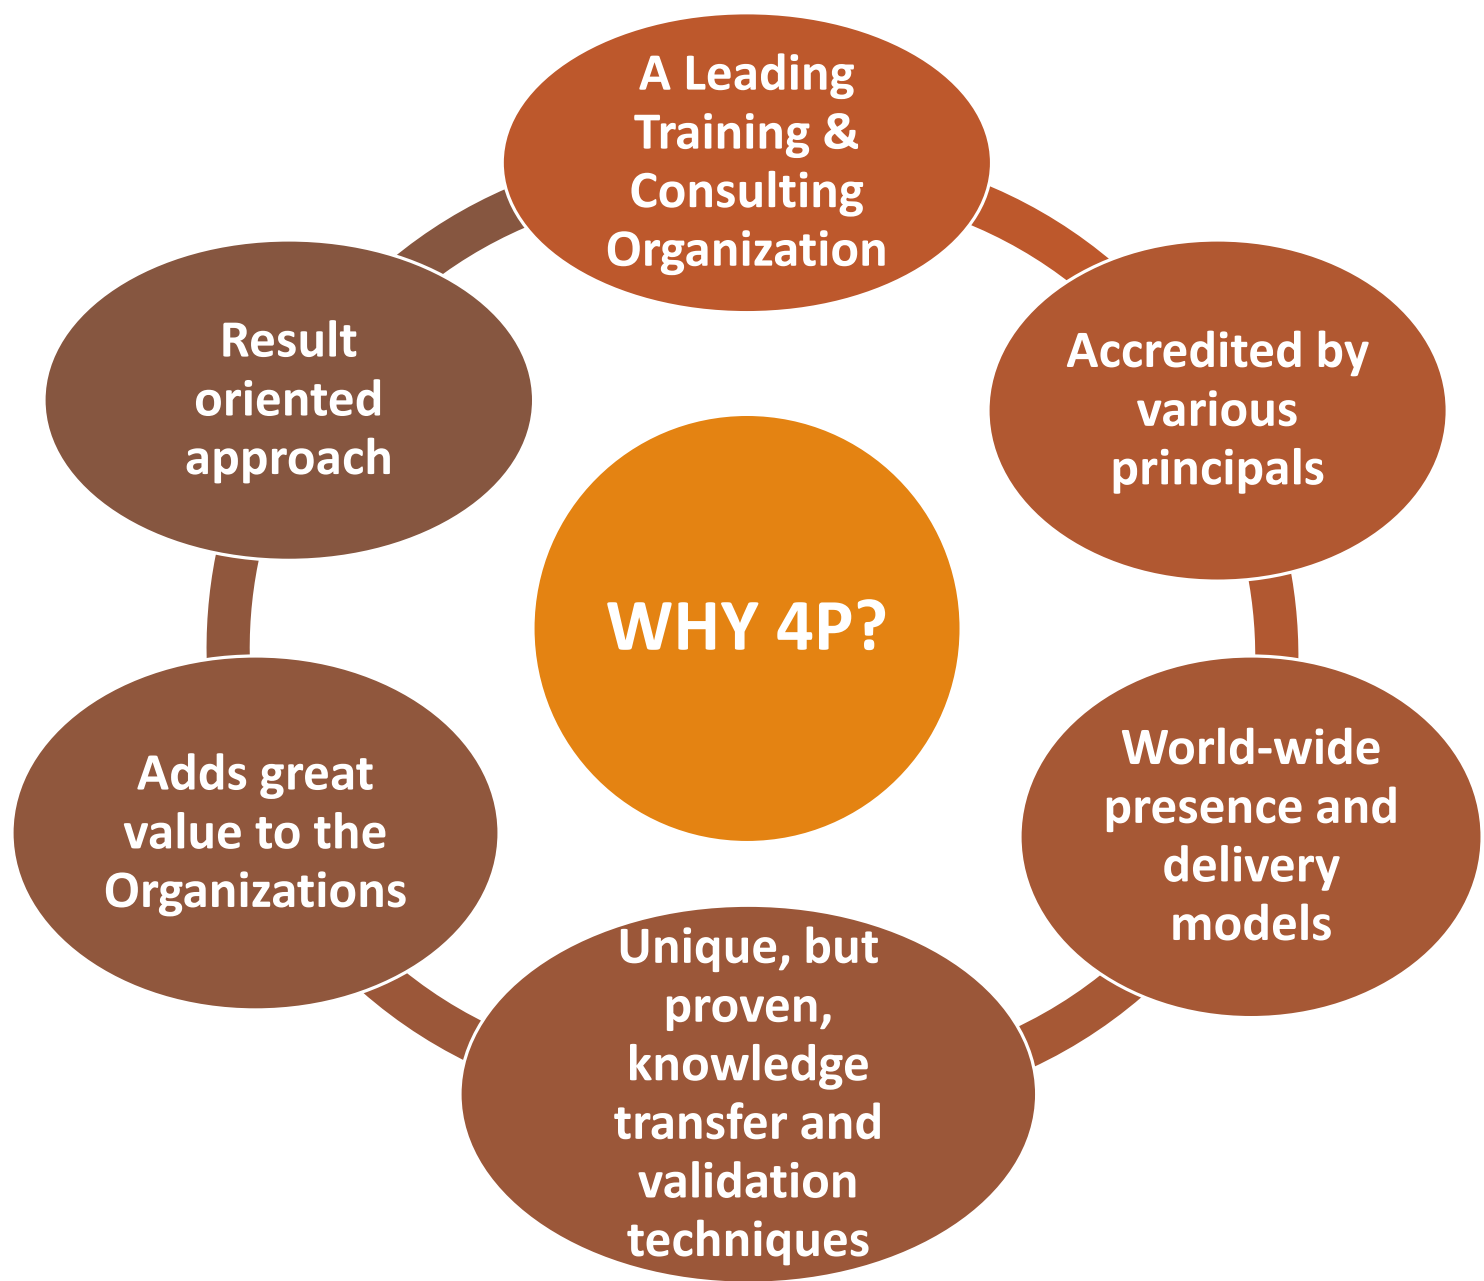 A Leading
Training &
Consulting
Organization
Accredited by
various
principals
World-wide
presence and
delivery
models
Unique, but
proven,
knowledge
transfer and
validation
techniques
Adds great
value to the
Organizations
Result
oriented
approach
WHY 4P?